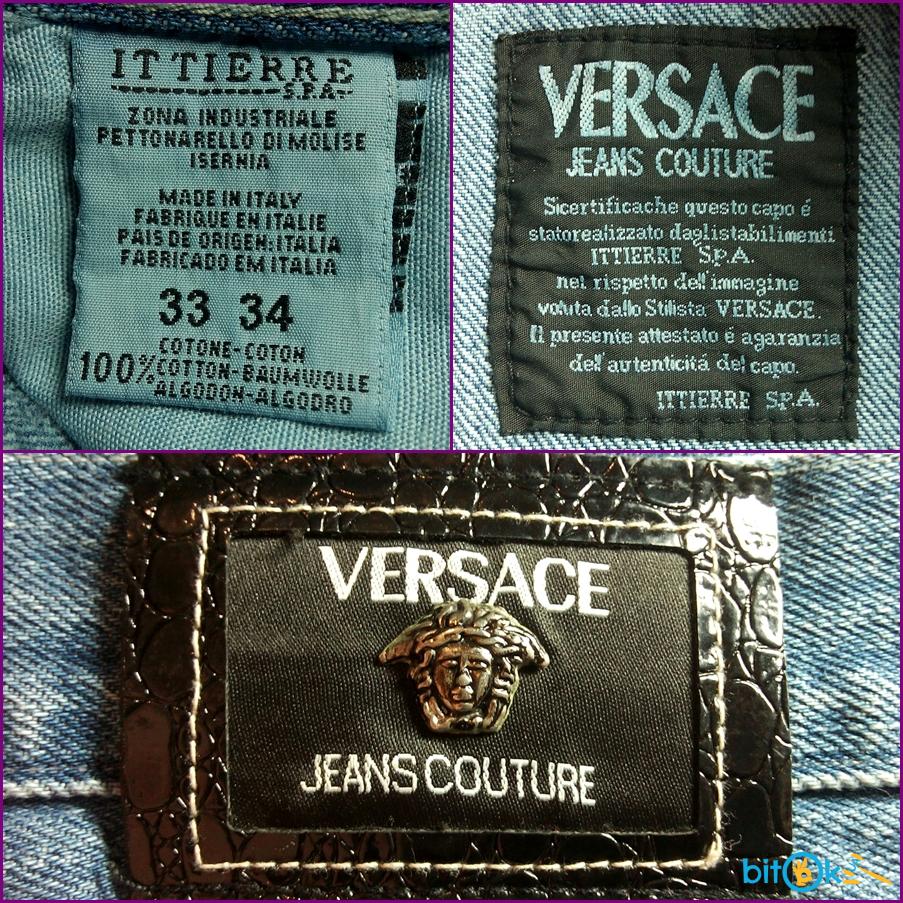 ITTIERRE
S.P.A.
ZONA INDUSTRIALE
PETTONARELLO DI MOLISE
ISERNIA
MADE IN ITALY
FABRIQUE EN ITALIE
PAIS DE ORIGEN: ITALIA
FABRICADO EM ITALIA
33 34
COTONE-COTON
100% COTTON-BAUMWOLLE
ALGODON-ALGODRO
VERSACE
JEANS COUTURE
Sicertificache questo capo é
statorealizzato daglistabilimenti
ITTIERRE S.p.A.
nel rispetto dell'immagine
voluta dallo Stilista VERSACE.
Il presente attestato é agaranzia
dell'autenticitá del capo.
ITTIERRE S.P.A.
VERSACE
JEANS COUTURE
bitok